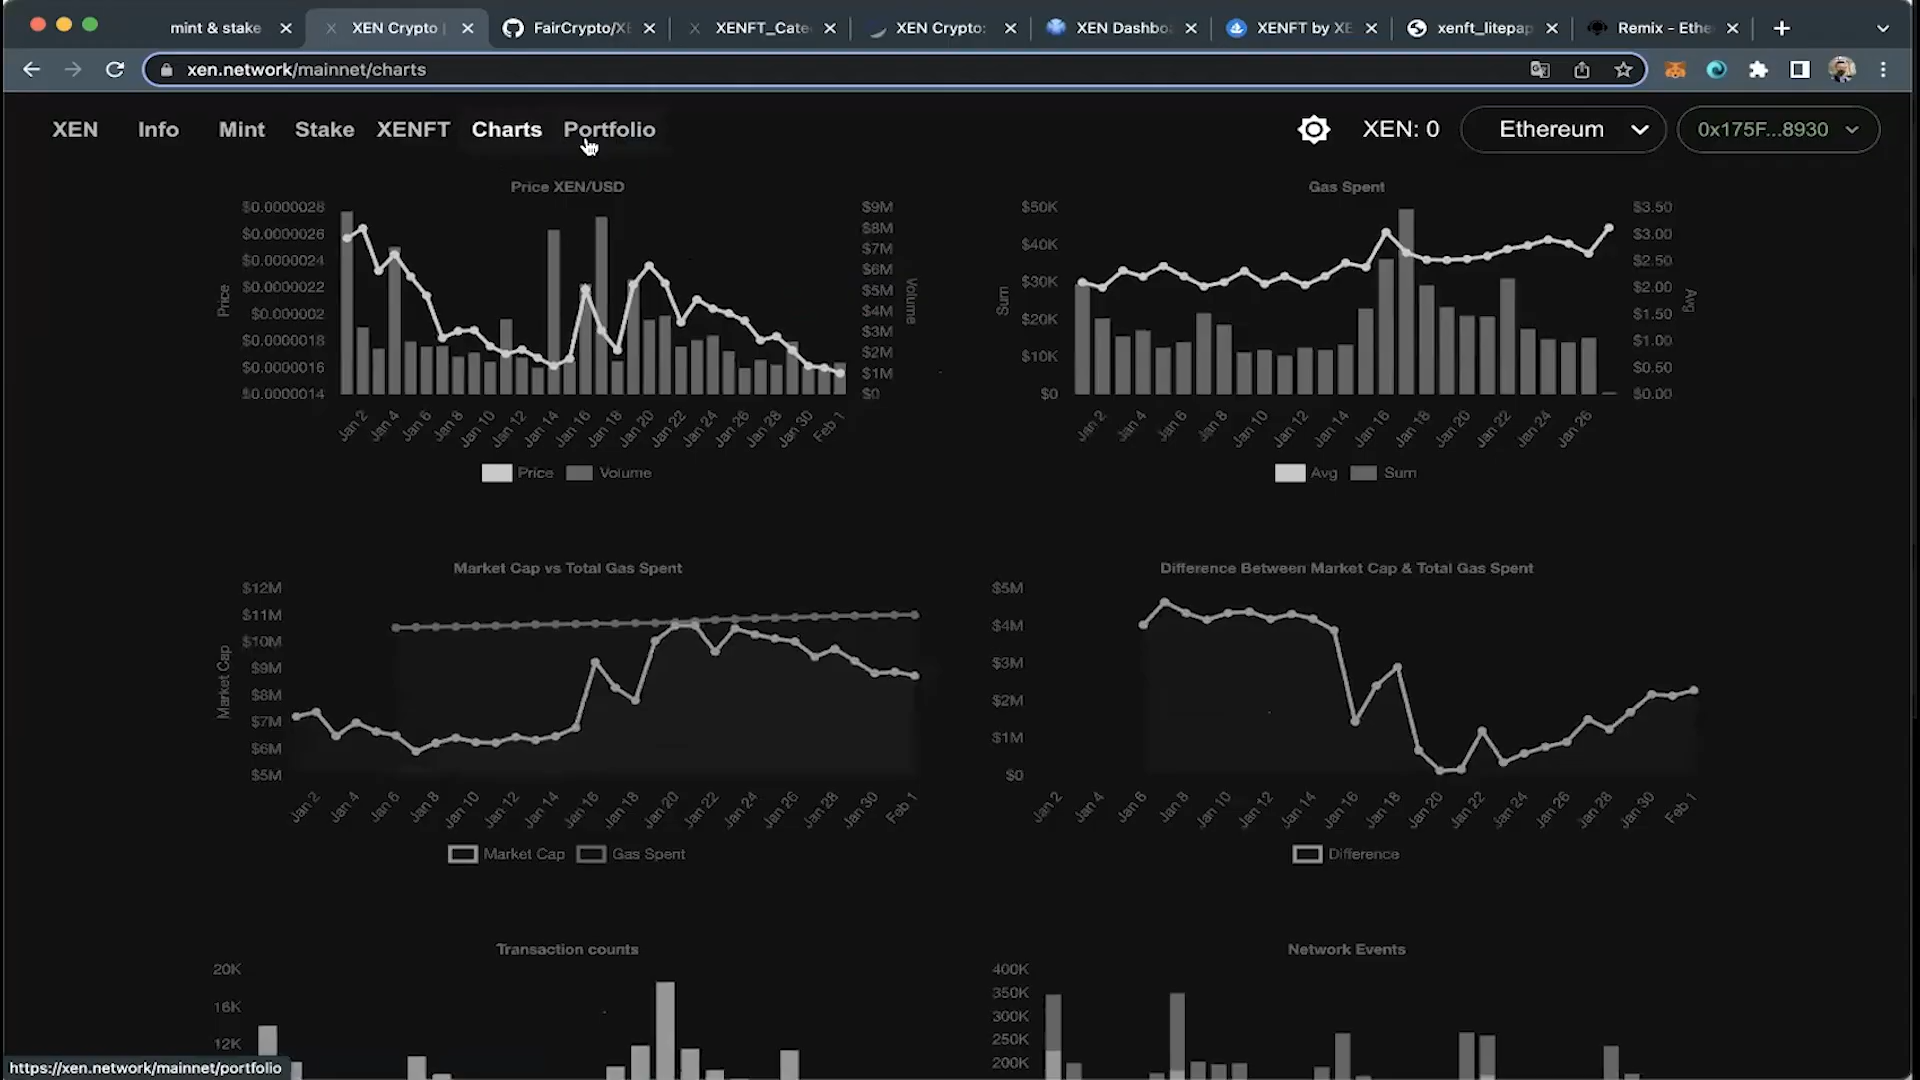 mint & stake
XEN Crypto |
FairCrypto/XE
XENFT_Cate
XEN Crypto:
XEN Dashbo
XENFT by XE
xenft_litepap
Remix - Ethe
xen.network/mainnet/charts
XEN Info Mint Stake XENFT Charts Portfolio
XEN: 0
Ethereum
0x175F...8930
Price XEN/USD
$0.0000028
$0.0000026
$0.0000024
$0.0000022
$0.000002
$0.0000018
$0.0000016
$0.0000014
Price
$9M
$8M
$7M
$6M
$5M
$4M
$3M
$2M
$1M
$0
Volume
Jan 2 Jan 4 Jan 6 Jan 8 Jan 10 Jan 12 Jan 14 Jan 16 Jan 18 Jan 20 Jan 22 Jan 24 Jan 26 Jan 28 Jan 30 Feb 1
Price Volume
Gas Spent
$50K
$40K
$30K
$20K
$10K
$0
Sum
$3.50
$3.00
$2.50
$2.00
$1.50
$1.00
$0.50
$0.00
Avg
Jan 2 Jan 4 Jan 6 Jan 8 Jan 10 Jan 12 Jan 14 Jan 16 Jan 18 Jan 20 Jan 22 Jan 24 Jan 26
Avg Sum
Market Cap vs Total Gas Spent
$12M
$11M
$10M
$9M
$8M
$7M
$6M
$5M
Market Cap
Jan 2 Jan 4 Jan 6 Jan 8 Jan 10 Jan 12 Jan 14 Jan 16 Jan 18 Jan 20 Jan 22 Jan 24 Jan 26 Jan 28 Jan 30 Feb 1
Market Cap Gas Spent
Difference Between Market Cap & Total Gas Spent
$5M
$4M
$3M
$2M
$1M
$0
Jan 2 Jan 4 Jan 6 Jan 8 Jan 10 Jan 12 Jan 14 Jan 16 Jan 18 Jan 20 Jan 22 Jan 24 Jan 26 Jan 28 Jan 30 Feb 1
Difference
Transaction counts
20K
16K
12K
Network Events
400K
350K
300K
250K
200K
https://xen.network/mainnet/portfolio